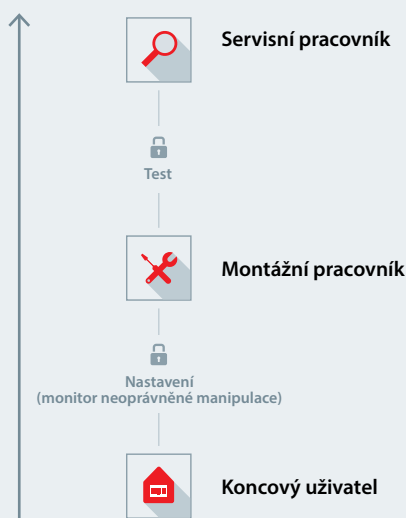 Servisní pracovník
Test
Montážní pracovník
Nastavení
(monitor neoprávněné manipulace)
Koncový uživatel